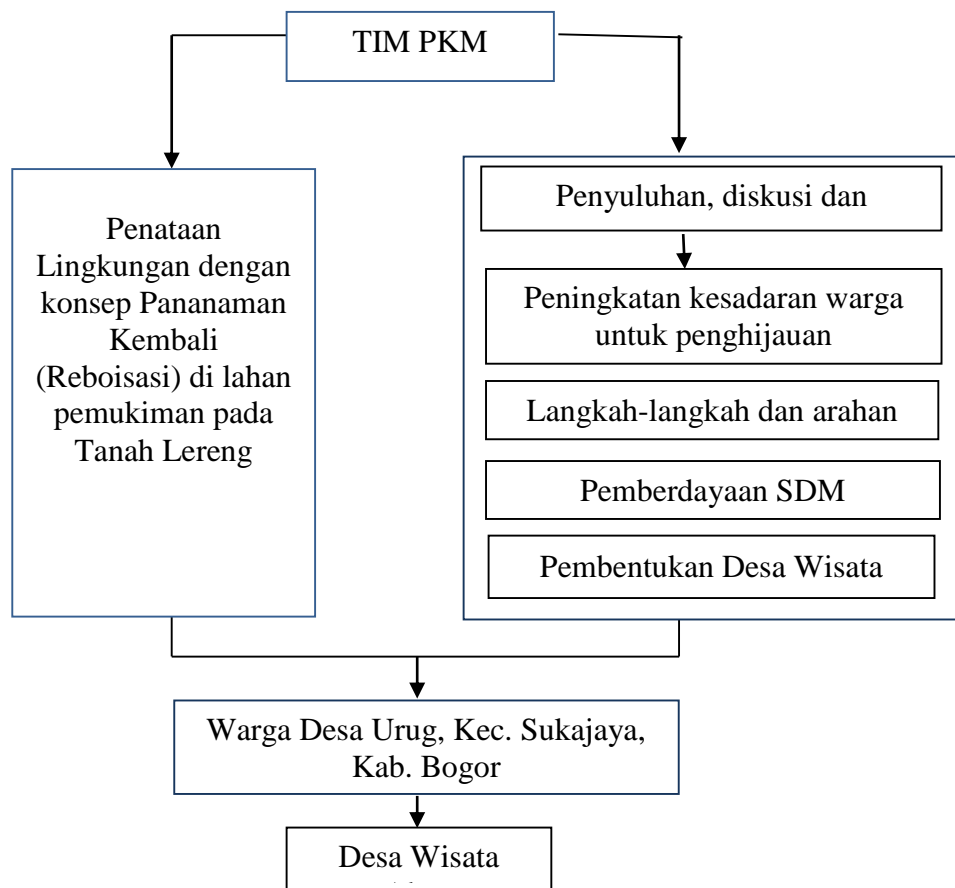 TIM PKM
Penataan
Lingkungan dengan
konsep Pananaman
Kembali
(Reboisasi) di lahan
pemukiman pada
Tanah Lereng
Penyuluhan, diskusi dan
Peningkatan kesadaran warga
untuk penghijauan
Langkah-langkah dan arahan
Pemberdayaan SDM
Pembentukan Desa Wisata
Warga Desa Urug, Kec. Sukajaya,
Kab. Bogor
Desa Wisata